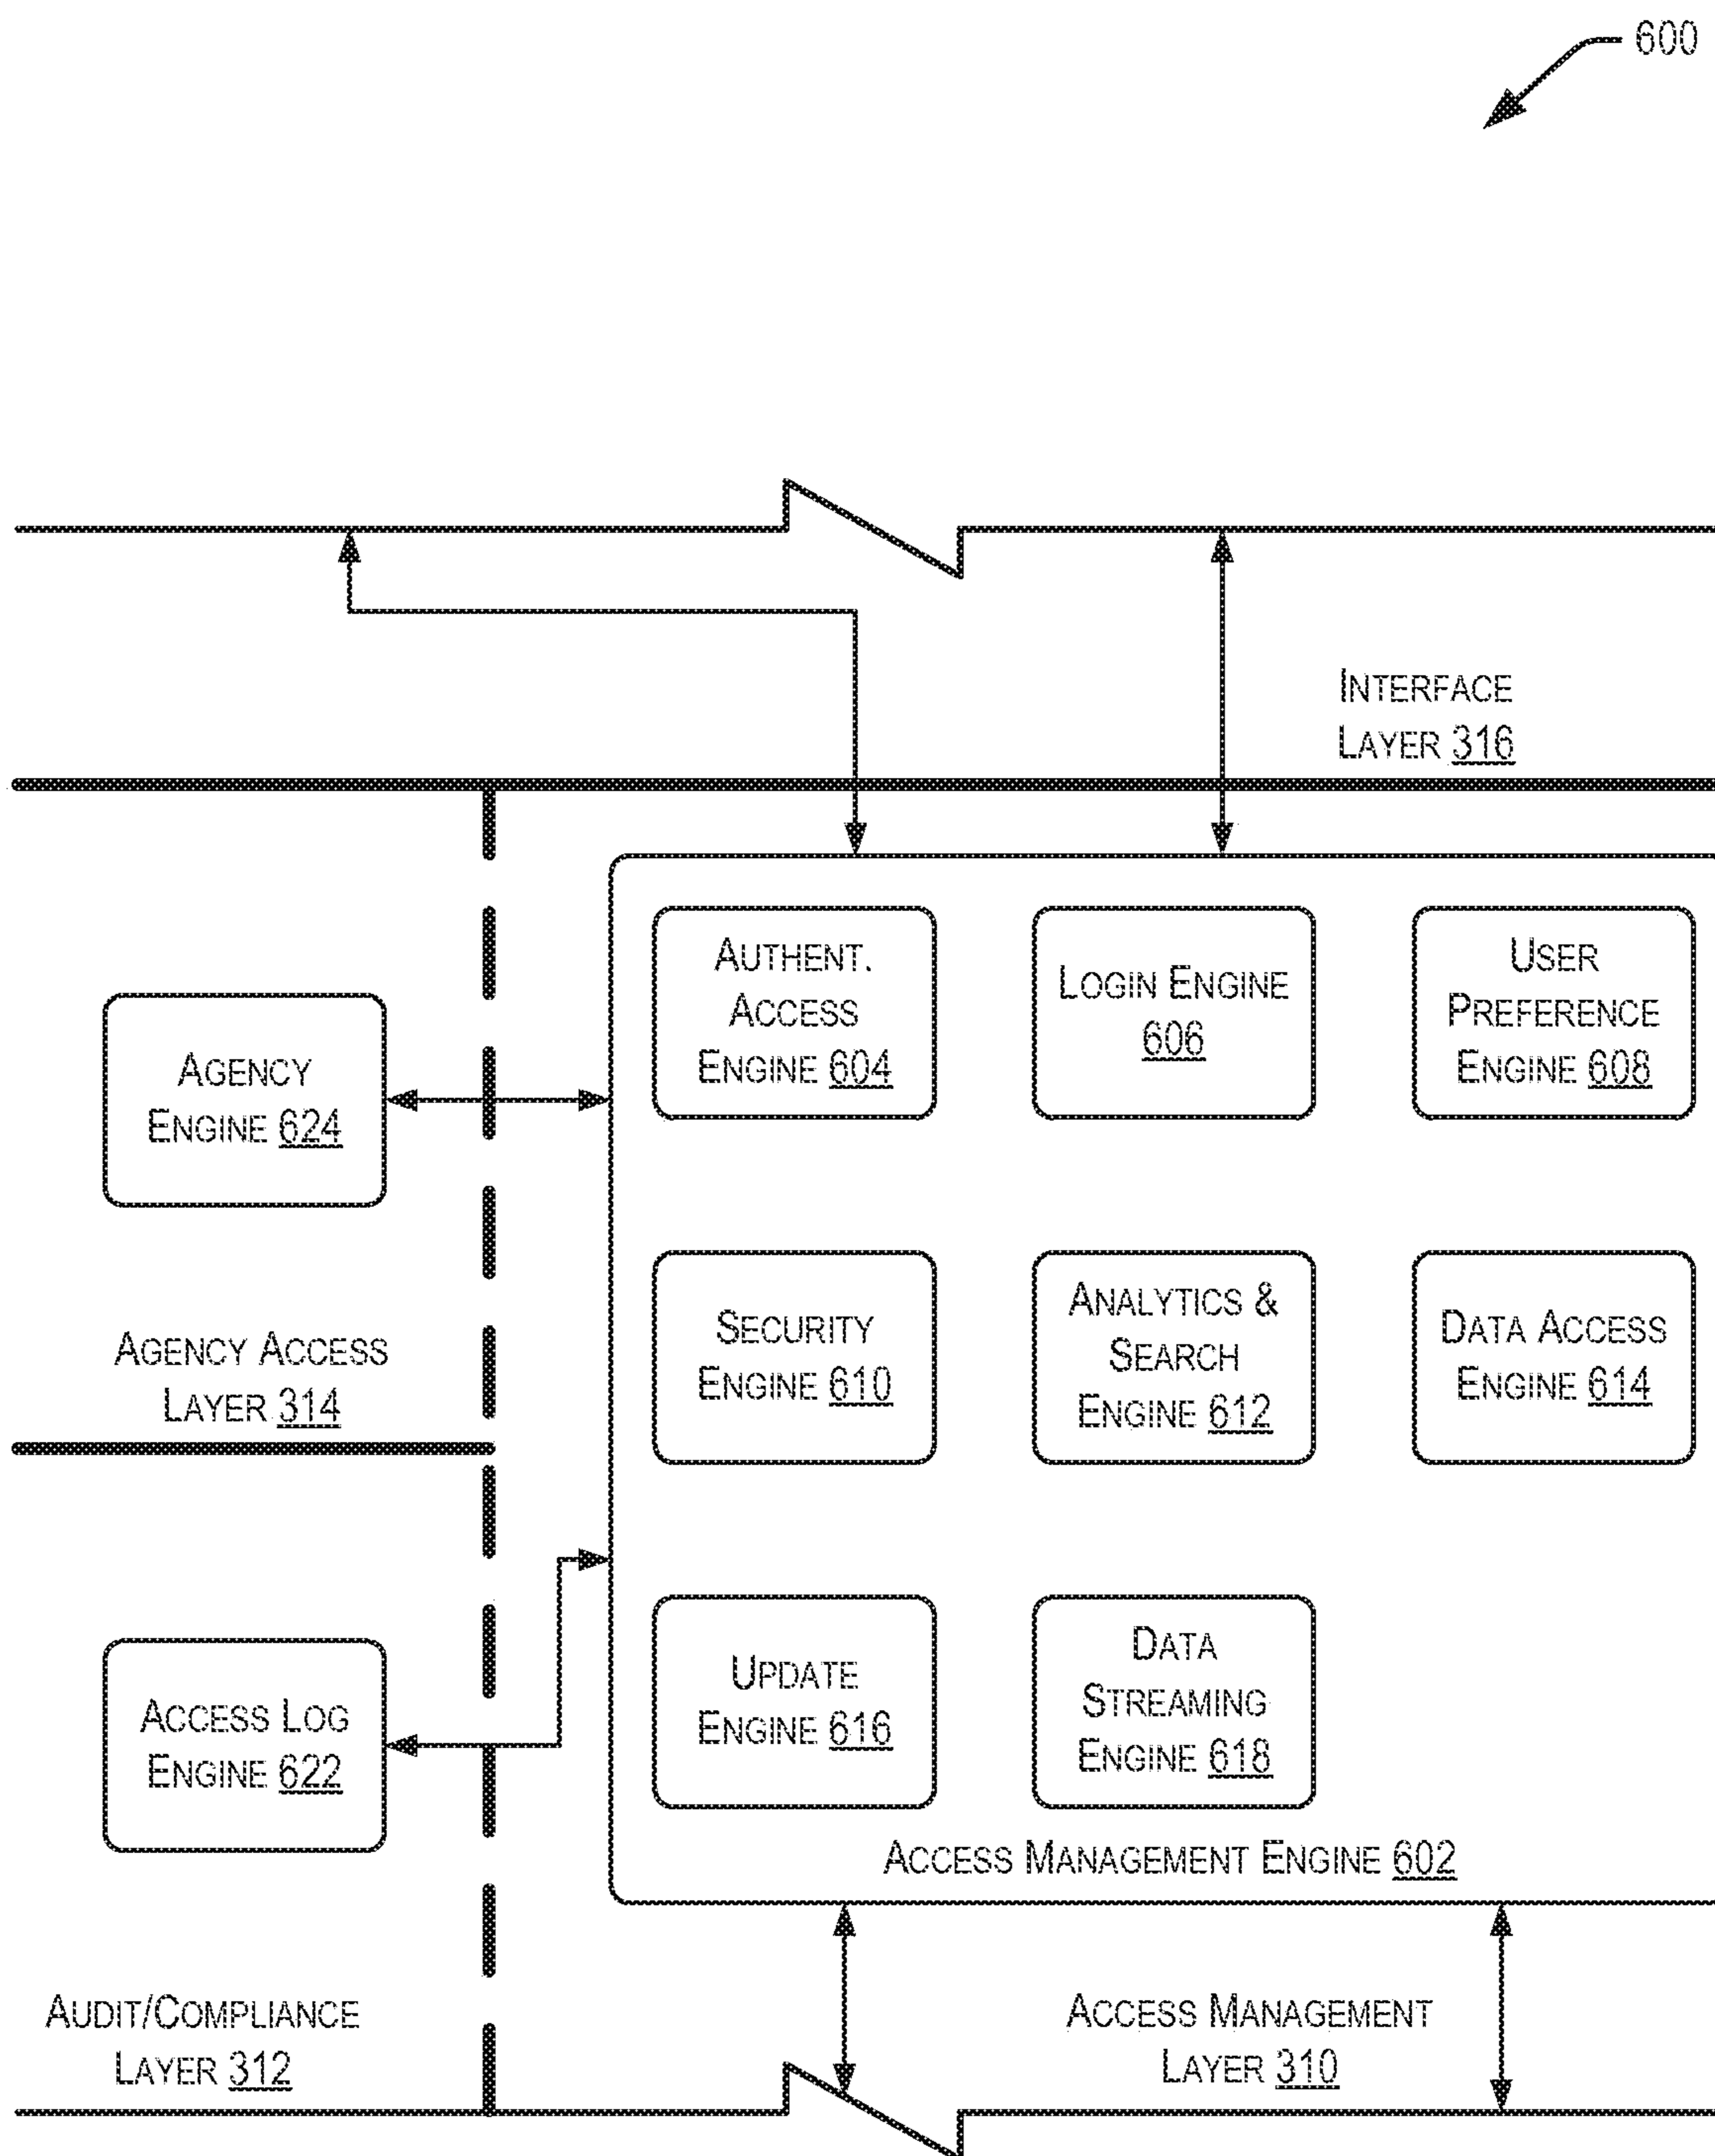 600
INTERFACE
LAYER 316
AUTHENT.
ACCESS
ENGINE 604
LOGIN ENGINE
606
USER
PREFERENCE
ENGINE 608
AGENCY
ENGINE 624
SECURITY
ENGINE 610
ANALYTICS &
SEARCH
ENGINE 612
DATA ACCESS
ENGINE 614
AGENCY ACCESS
LAYER 314
UPDATE
ENGINE 616
DATA
STREAMING
ENGINE 618
ACCESS LOG
ENGINE 622
ACCESS MANAGEMENT ENGINE 602
AUDIT/COMPLIANCE
LAYER 312
ACCESS MANAGEMENT
LAYER 310